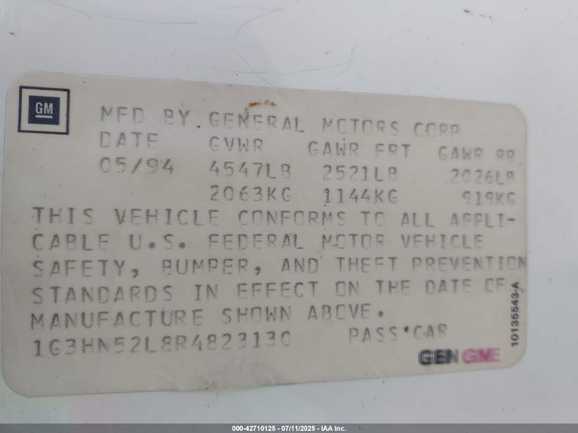 GM
MFD BY GENERAL MOTORS CORP
DATE GVWR GAWR FRT GAWR RR
05/94 4547LB 2521LB 2026LB
2063KG 1144KG 919KG
THIS VEHICLE CONFORMS TO ALL APPLI-
CABLE U.S. FEDERAL MOTOR VEHICLE
SAFETY, BUMPER, AND THEFT PREVENTION
STANDARDS IN EFFECT ON THE DATE OF
MANUFACTURE SHOWN ABOVE.
1G3HN52L8R4823130 PASS*CAR
GEN GME
10135543-A
000-42710125 - 07/11/2025 - IAA Inc.